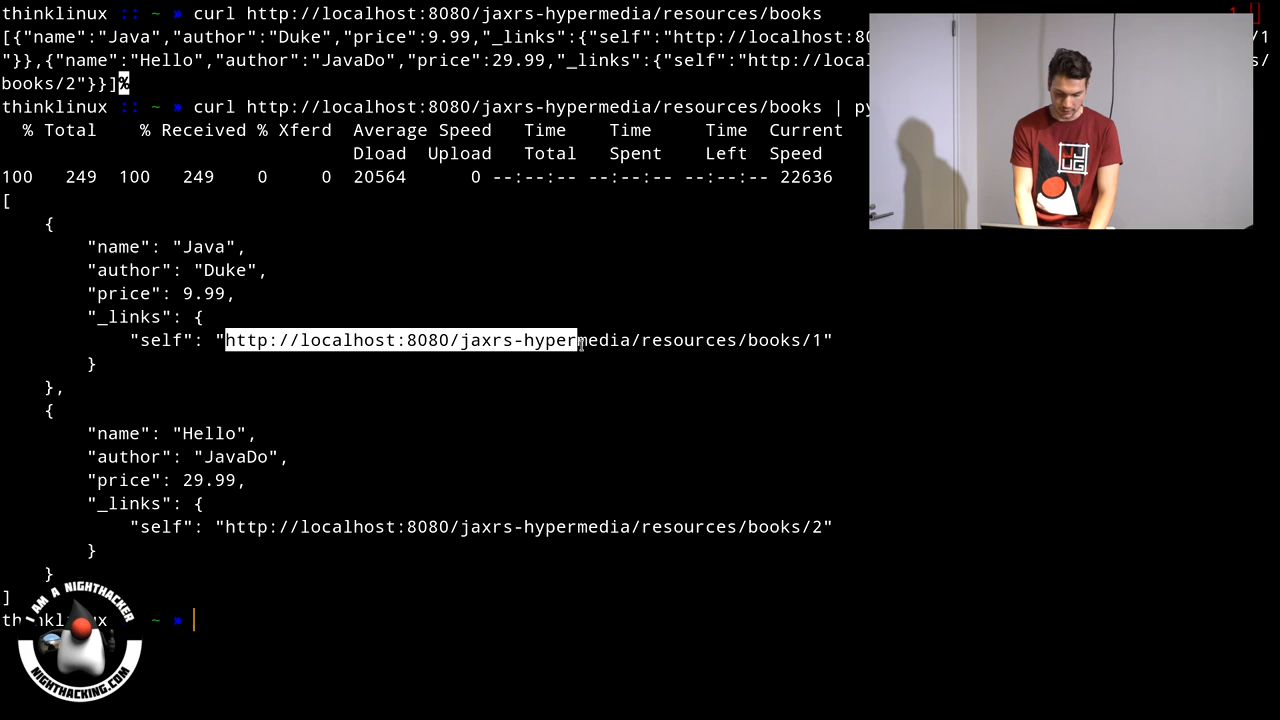 thinklinux :: ~ » curl http://localhost:8080/jaxrs-hypermedia/resources/books
[{"name":"Java","author":"Duke","price":9.99,"_links":{"self":"http://localhost:80
/1
"}},{"name":"Hello","author":"JavaDo","price":29.99,"_links":{"self":"http://local
s/
books/2"}}]%
thinklinux :: ~ » curl http://localhost:8080/jaxrs-hypermedia/resources/books | py
% Total % Received % Xferd Average Speed Time Time Time Current
Dload Upload Total Spent Left Speed
100 249 100 249 0 0 20564 0 --:--:-- --:--:-- --:--:-- 22636
[
{
"name": "Java",
"author": "Duke",
"price": 9.99,
"_links": {
"self": "http://localhost:8080/jaxrs-hypermedia/resources/books/1"
}
},
{
"name": "Hello",
"author": "JavaDo",
"price": 29.99,
"_links": {
"self": "http://localhost:8080/jaxrs-hypermedia/resources/books/2"
}
}
]
thinklinux ~ »
I AM A NIGHTHACKER
NIGHTHACKING.COM